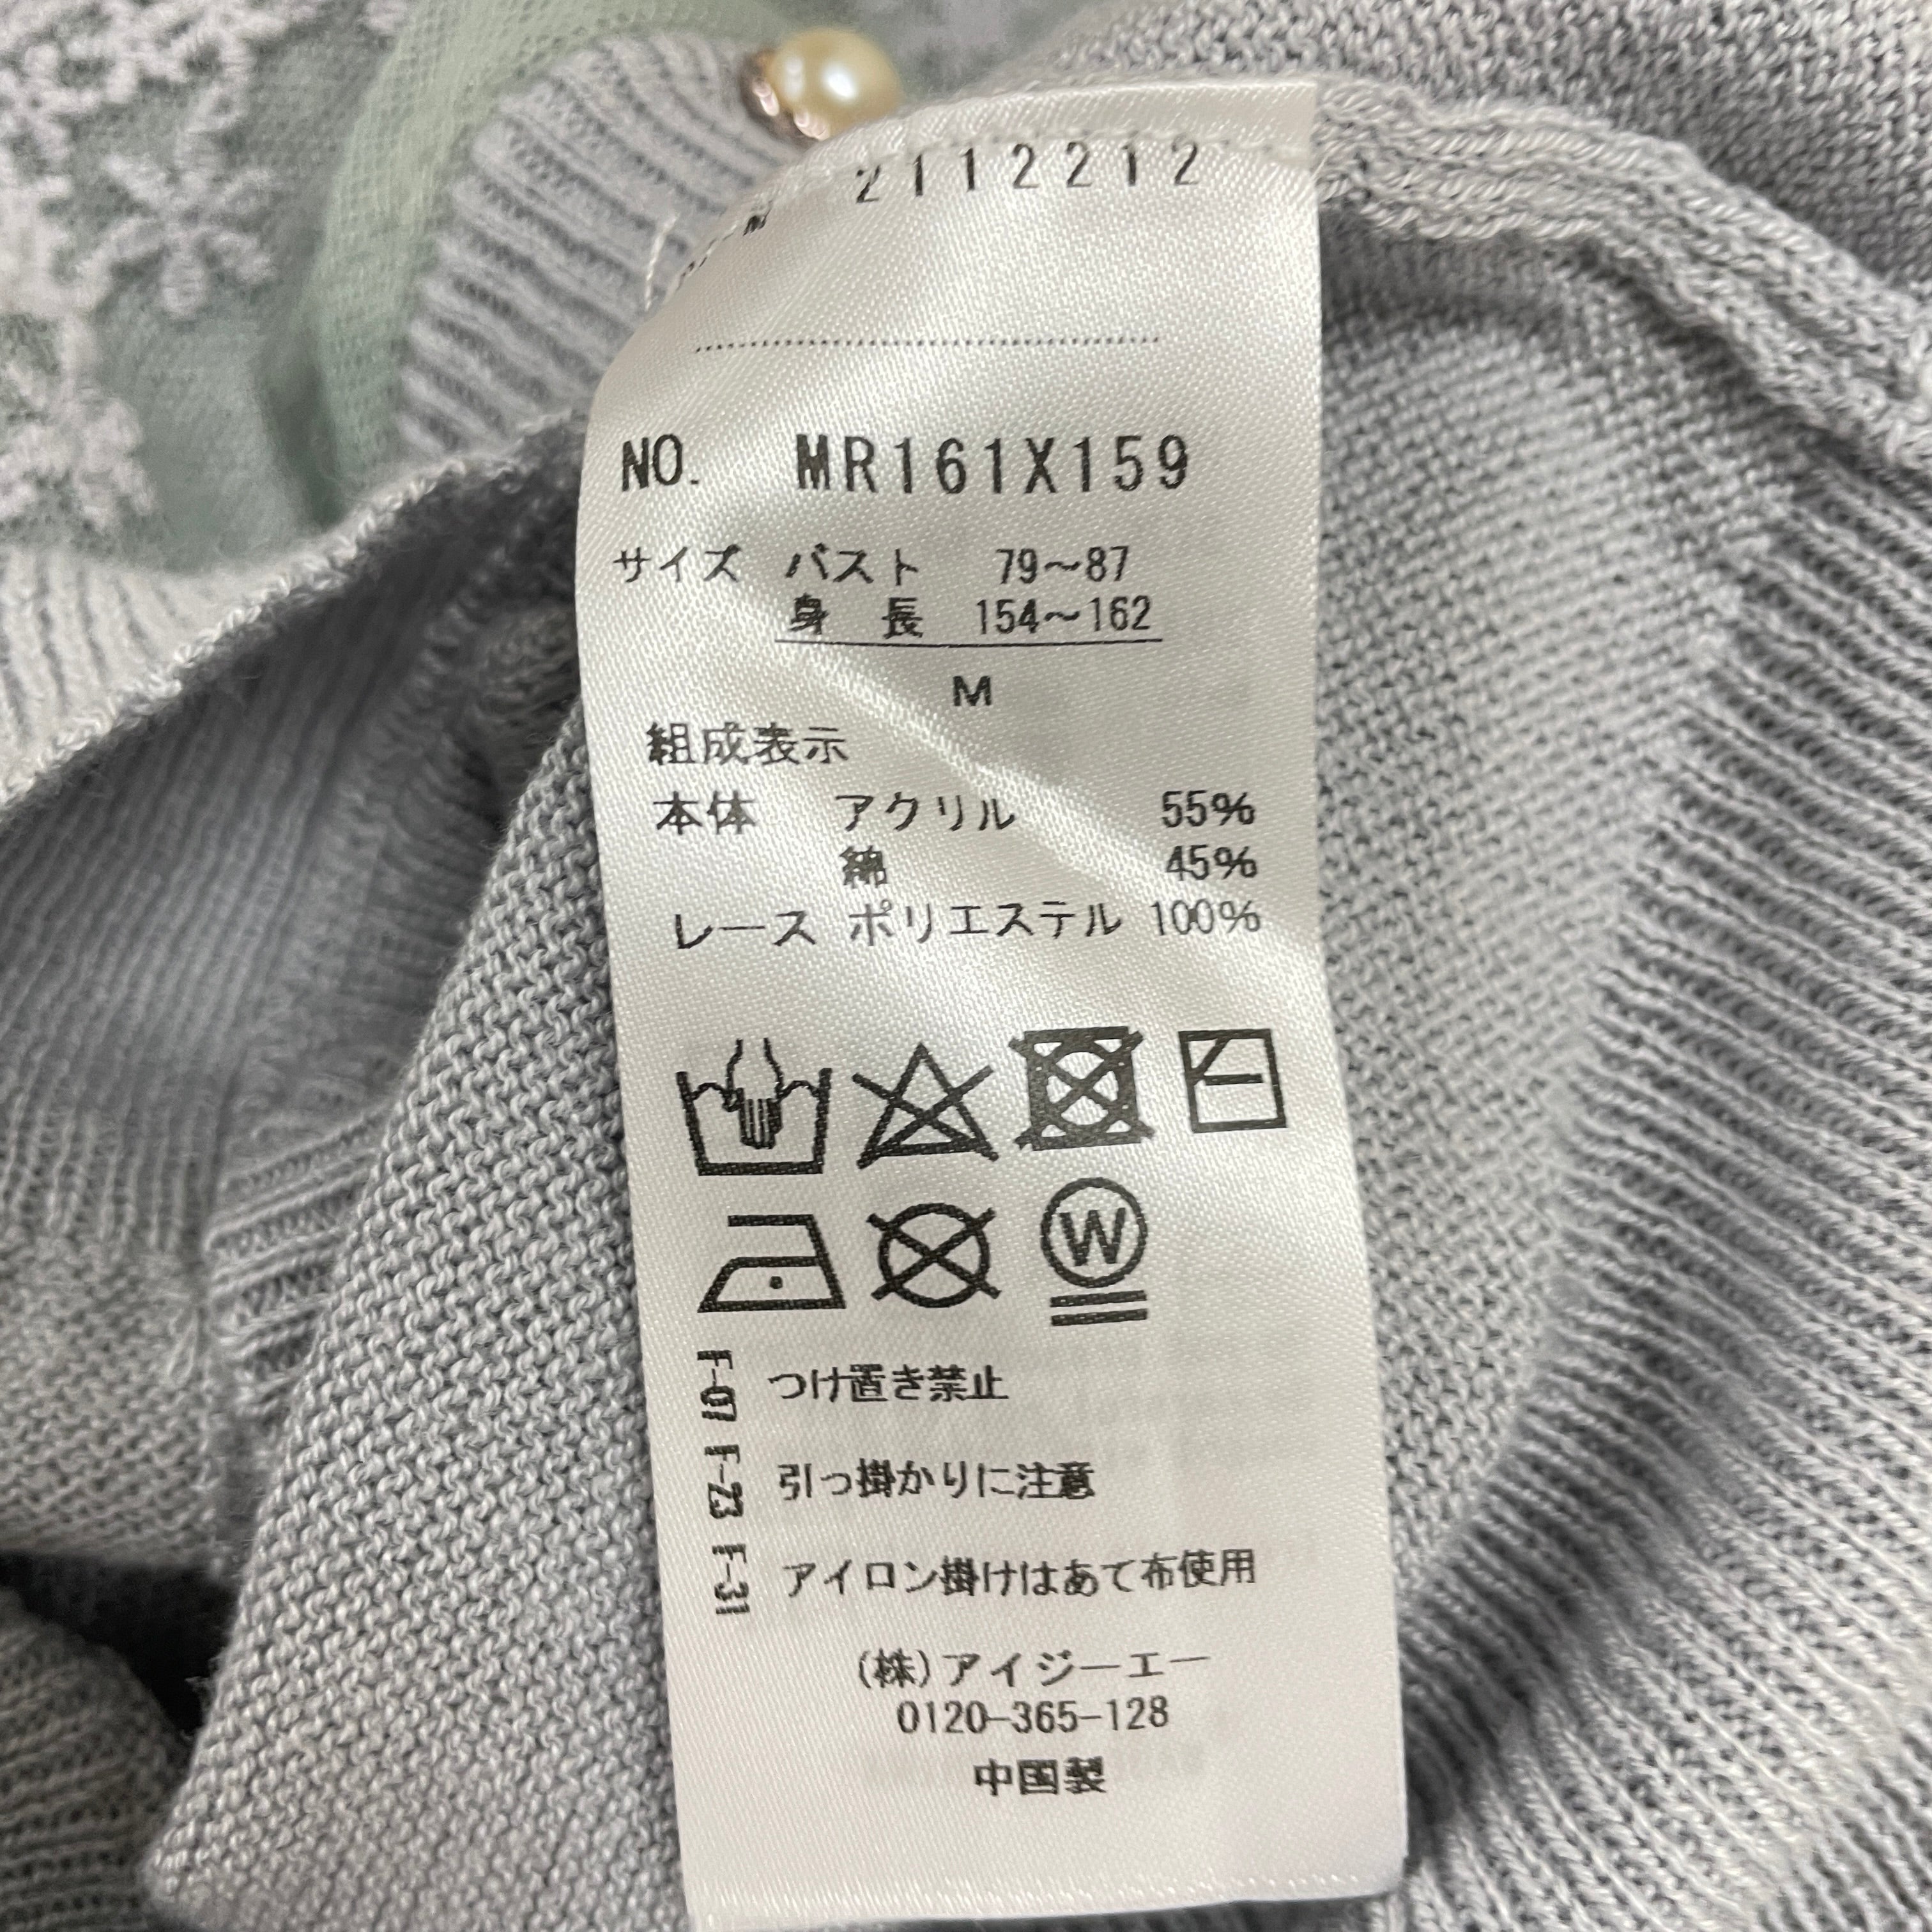 2112212
M
NO. MR161X159
サイズ バスト 79～87
身長 154～162
M
組成表示
本体 アクリル 55%
綿 45%
レース ポリエステル 100%
W
F-07 つけ置き禁止
F-23 引っ掛かりに注意
F-31 アイロン掛けはあて布使用
(株)アイジーエー
0120-365-128
中国製